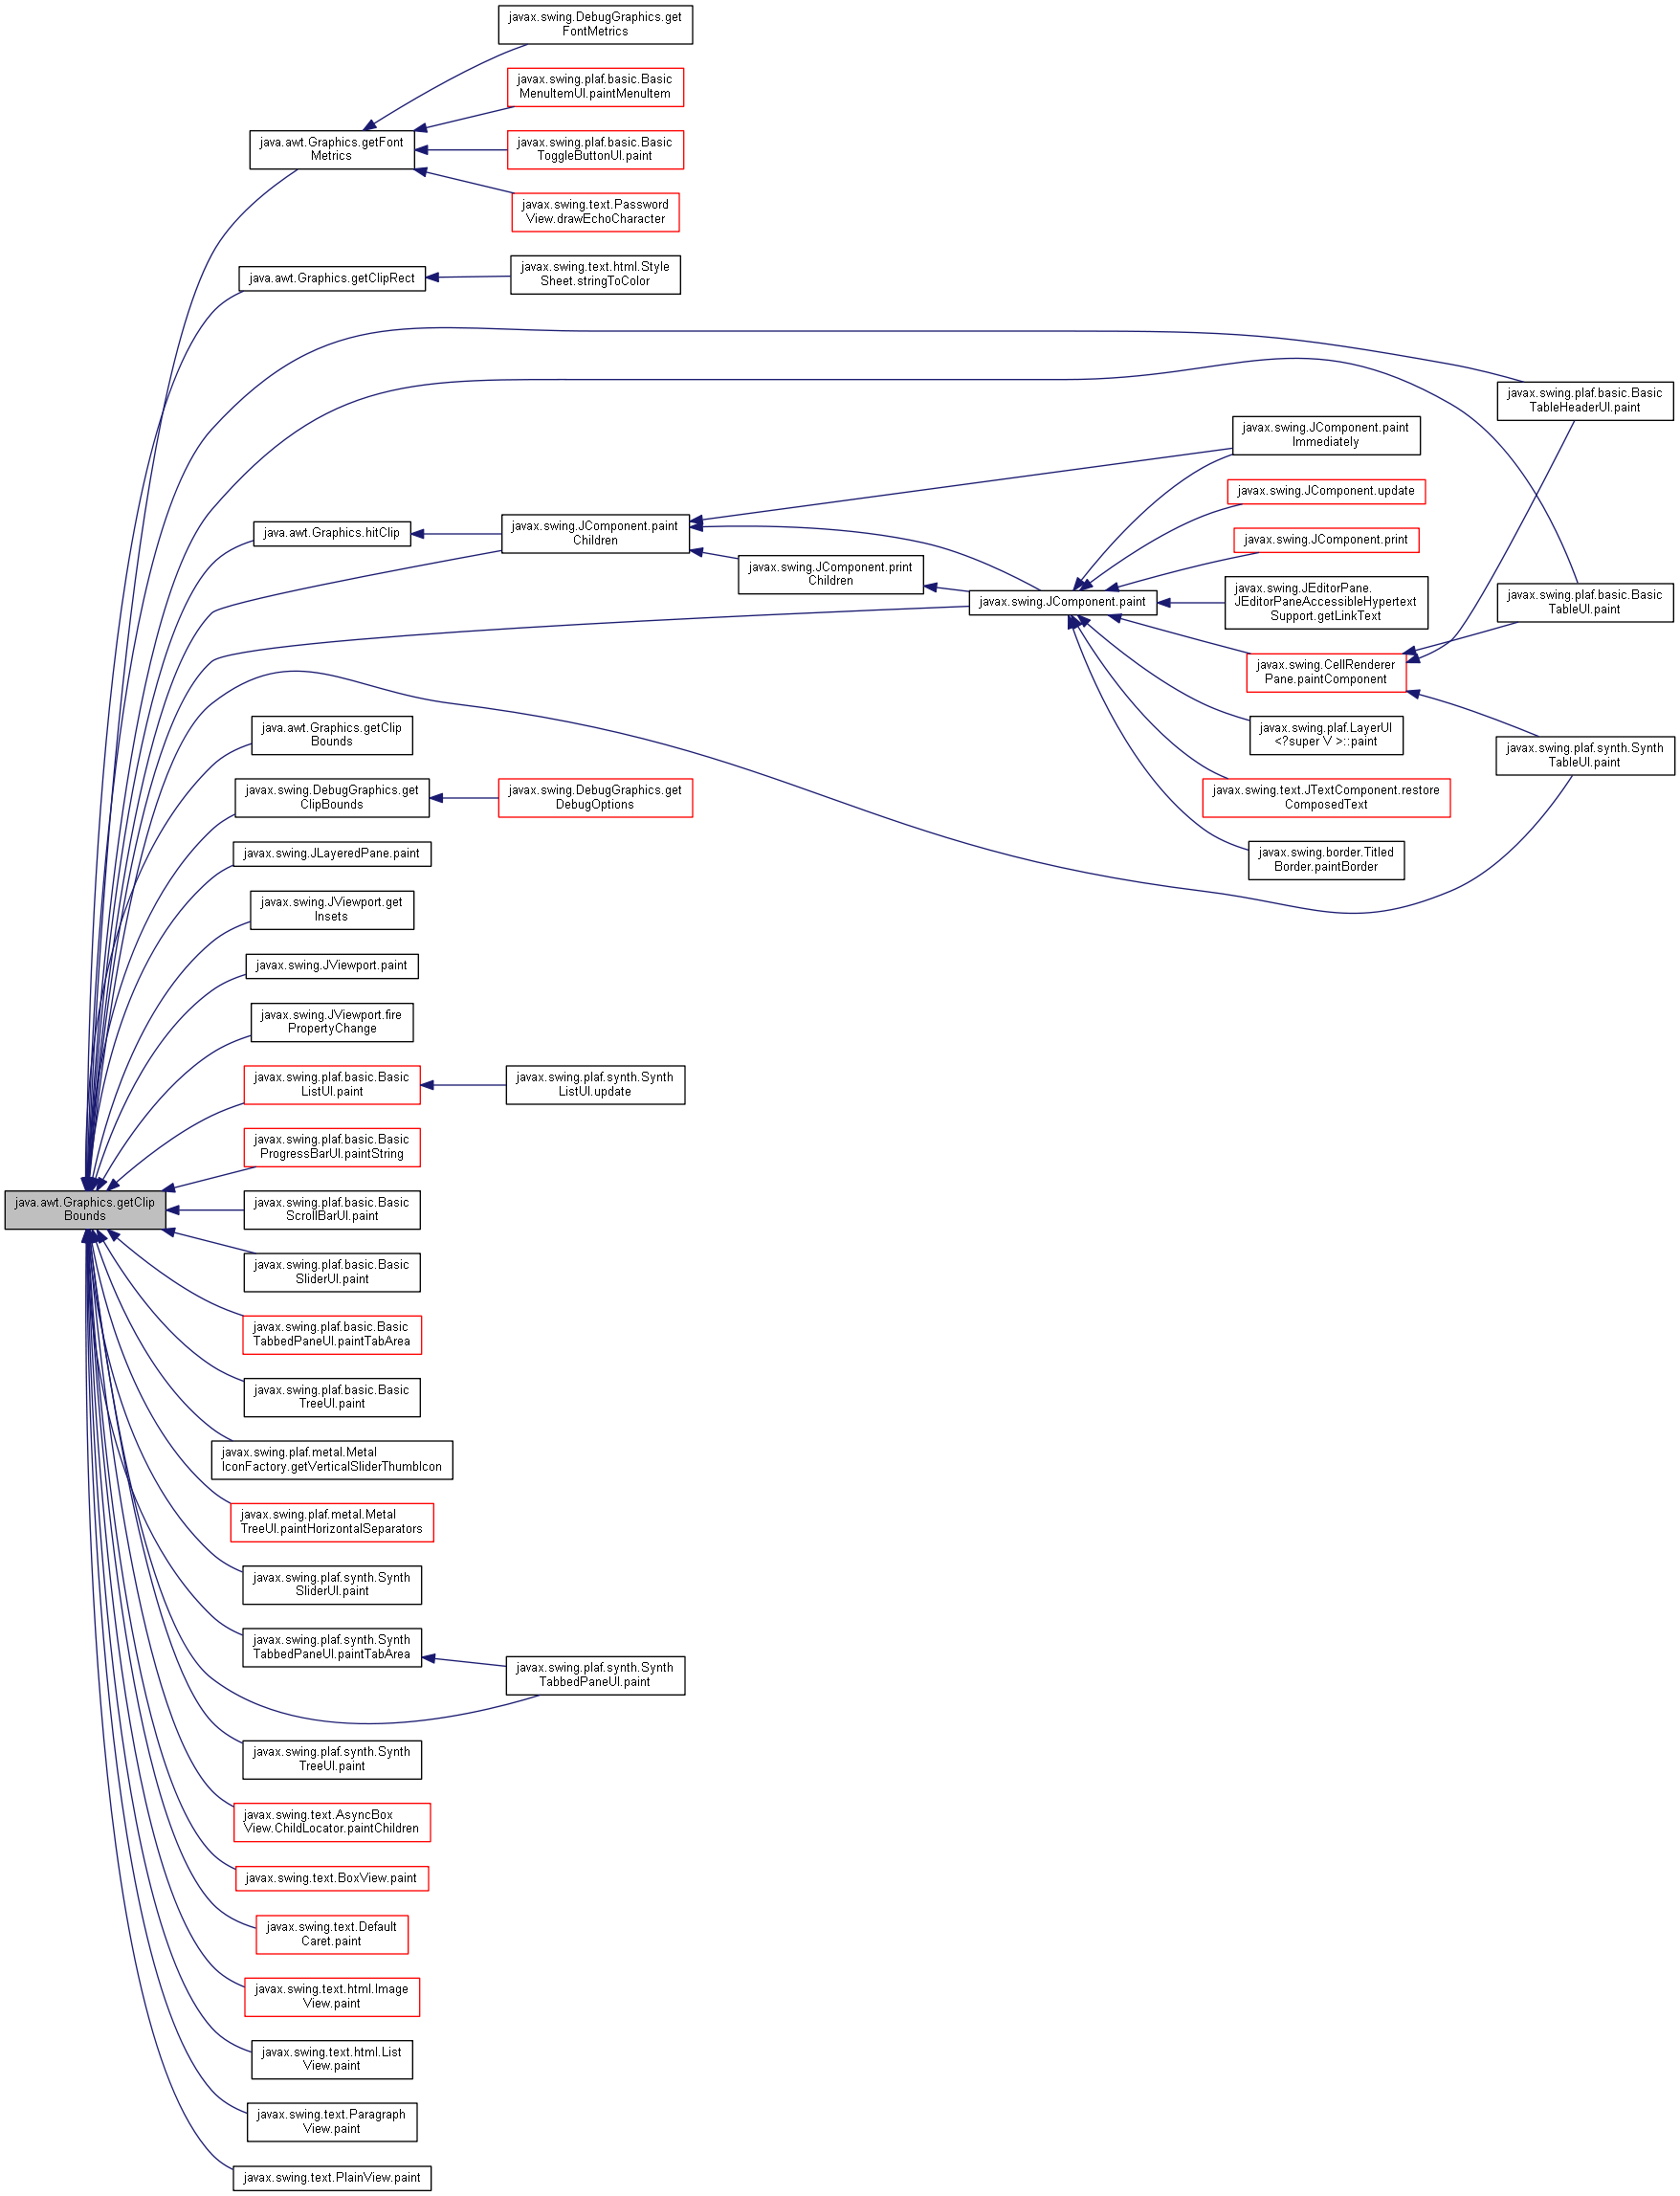 javax.swing.DebugGraphics.get
FontMetrics
javax.swing.plaf.basic.Basic
MenuItemUI.paintMenuItem
java.awt.Graphics.getFont
Metrics
javax.swing.plaf.basic.Basic
ToggleButtonUI.paint
javax.swing.text.Password
View.drawEchoCharacter
java.awt.Graphics.getClipRect
javax.swing.text.html.Style
Sheet.stringToColor
javax.swing.plaf.basic.Basic
TableHeaderUI.paint
javax.swing.JComponent.paint
Immediately
javax.swing.JComponent.update
java.awt.Graphics.hitClip
javax.swing.JComponent.paint
Children
javax.swing.JComponent.print
javax.swing.JComponent.print
Children
javax.swing.JComponent.paint
javax.swing.JEditorPane.
JEditorPaneAccessibleHypertext
Support.getLinkText
javax.swing.plaf.basic.Basic
TableUI.paint
javax.swing.CellRenderer
Pane.paintComponent
java.awt.Graphics.getClip
Bounds
javax.swing.plaf.LayerUI
<?super V >::paint
javax.swing.plaf.synth.Synth
TableUI.paint
javax.swing.DebugGraphics.get
ClipBounds
javax.swing.DebugGraphics.get
DebugOptions
javax.swing.text.JTextComponent.restore
ComposedText
javax.swing.JLayeredPane.paint
javax.swing.border.Titled
Border.paintBorder
javax.swing.JViewport.get
Insets
javax.swing.JViewport.paint
javax.swing.JViewport.fire
PropertyChange
javax.swing.plaf.basic.Basic
ListUI.paint
javax.swing.plaf.synth.Synth
ListUI.update
javax.swing.plaf.basic.Basic
ProgressBarUI.paintString
java.awt.Graphics.getClip
Bounds
javax.swing.plaf.basic.Basic
ScrollBarUI.paint
javax.swing.plaf.basic.Basic
SliderUI.paint
javax.swing.plaf.basic.Basic
TabbedPaneUI.paintTabArea
javax.swing.plaf.basic.Basic
TreeUI.paint
javax.swing.plaf.metal.Metal
IconFactory.getVerticalSliderThumbIcon
javax.swing.plaf.metal.Metal
TreeUI.paintHorizontalSeparators
javax.swing.plaf.synth.Synth
SliderUI.paint
javax.swing.plaf.synth.Synth
TabbedPaneUI.paintTabArea
javax.swing.plaf.synth.Synth
TabbedPaneUI.paint
javax.swing.plaf.synth.Synth
TreeUI.paint
javax.swing.text.AsyncBox
View.ChildLocator.paintChildren
javax.swing.text.BoxView.paint
javax.swing.text.Default
Caret.paint
javax.swing.text.html.Image
View.paint
javax.swing.text.html.List
View.paint
javax.swing.text.Paragraph
View.paint
javax.swing.text.PlainView.paint